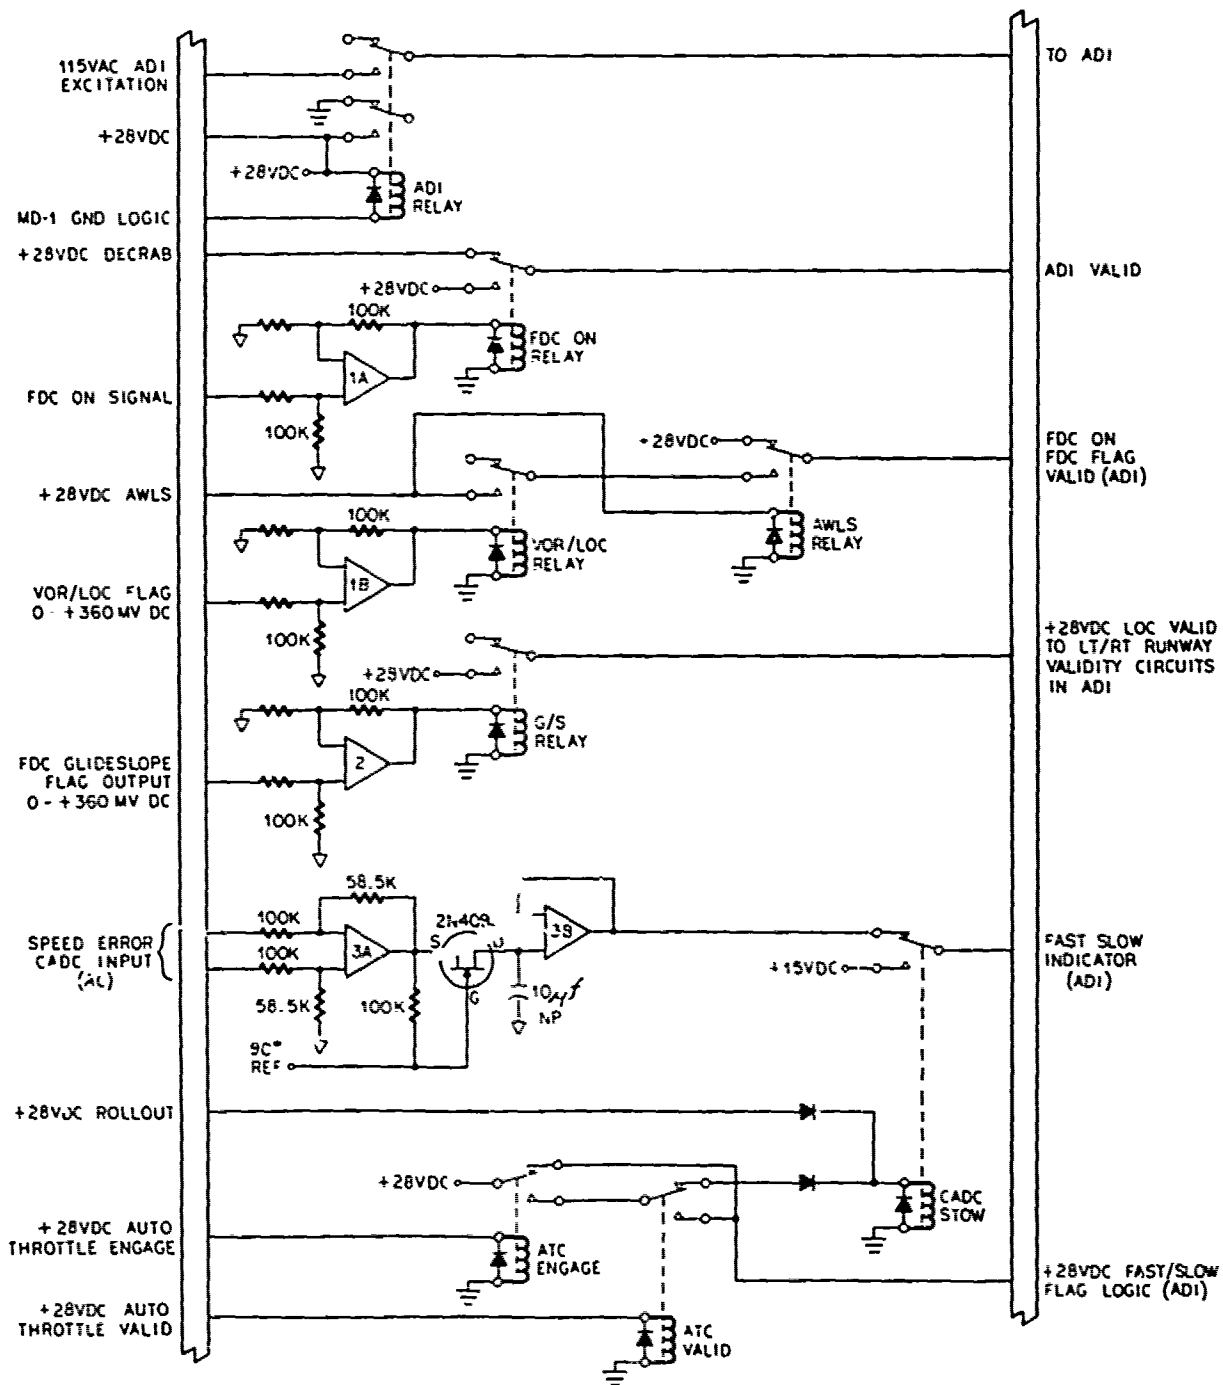 115VAC ADI
EXCITATION
TO ADI
+28VDC
+28VDC
ADI
RELAY
MD-1 GND LOGIC
+28VDC DECRAB
+28VDC
ADI VALID
100K
FDC ON
RELAY
1A
FDC ON SIGNAL
100K
+28VDC
FDC ON
FDC FLAG
VALID (ADI)
+28VDC AWLS
100K
VOR/LOC
RELAY
AWLS
RELAY
1B
VOR/LOC FLAG
0 - +360 MV DC
100K
+28VDC LOC VALID
TO LT/RT RUNWAY
VALIDITY CIRCUITS
IN ADI
+28VDC
100K
G/S
RELAY
2
FDC GLIDESLOPE
FLAG OUTPUT
0 - +360 MV DC
100K
58.5K
100K
2N409
S
3A
3B
SPEED ERROR
CADC INPUT
(AC)
100K
FAST SLOW
INDICATOR
(ADI)
+15VDC
58.5K
100K
G
10μf
NP
REF
+28VDC ROLLOUT
+28VDC
CADC
STOW
+28VDC AUTO
THROTTLE ENGAGE
ATC
ENGAGE
+28VDC FAST/SLOW
FLAG LOGIC (ADI)
+28VDC AUTO
THROTTLE VALID
ATC
VALID